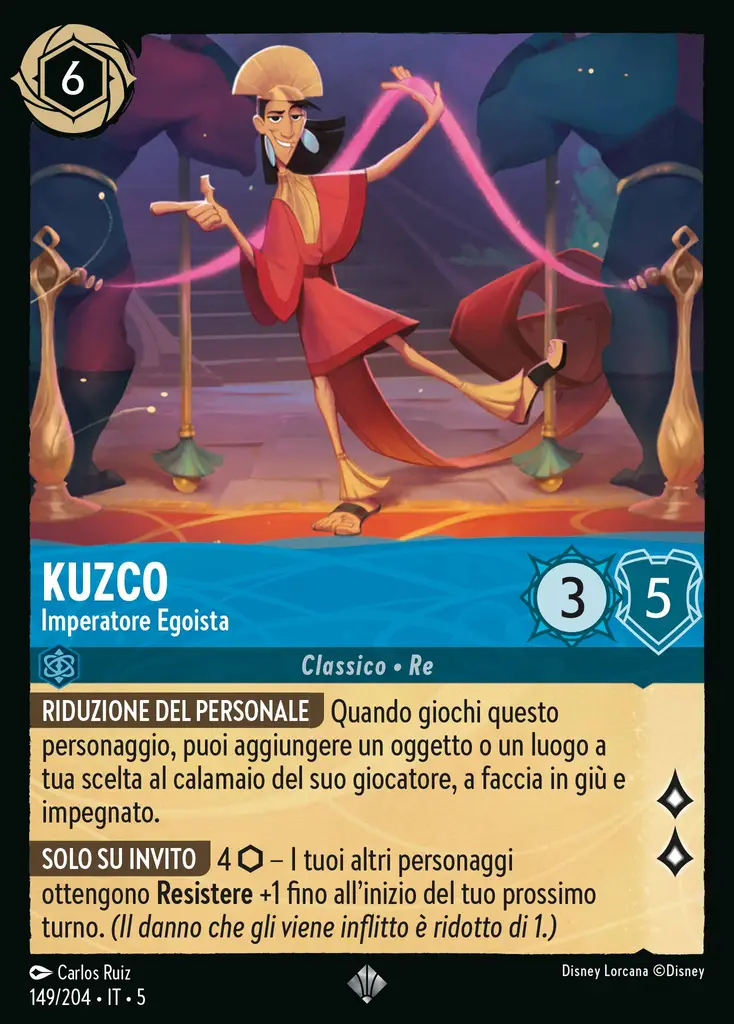 6
KUZCO
Imperatore Egoista
3
5
Classico • Re
RIDUZIONE DEL PERSONALE Quando giochi questo
personaggio, puoi aggiungere un oggetto o un luogo a
tua scelta al calamaio del suo giocatore, a faccia in giù e
impegnato.
SOLO SU INVITO 4 ⬡ – I tuoi altri personaggi
ottengono Resistere +1 fino all'inizio del tuo prossimo
turno. (Il danno che gli viene inflitto è ridotto di 1.)
Carlos Ruiz
Disney Lorcana ©Disney
149/204 • IT • 5